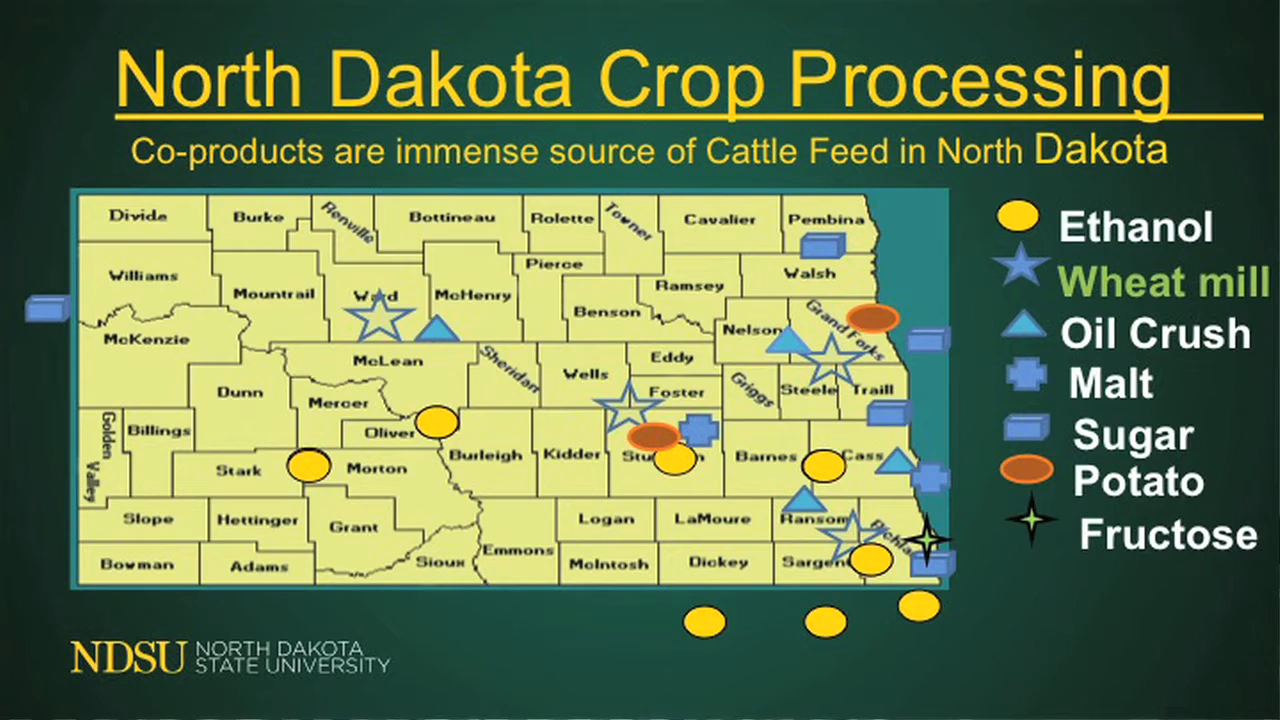 North Dakota Crop Processing
Co-products are immense source of Cattle Feed in North Dakota
Divide Burke Renville Bottineau Rolette Towner Cavalier Pembina
Williams Mountrail Ward McHenry Pierce Benson Ramsey Walsh
McKenzie McLean Sheridan Wells Eddy Nelson Grand Forks
Dunn Mercer Foster Griggs Steele Traill
Golden Valley Billings Stark Oliver Morton Burleigh Kidder Barnes Cass
Slope Hettinger Grant Logan LaMoure Ransom
Bowman Adams Sioux Emmons McIntosh Dickey Sargent
Ethanol
Wheat mill
Oil Crush
Malt
Sugar
Potato
Fructose
NDSU NORTH DAKOTA
STATE UNIVERSITY